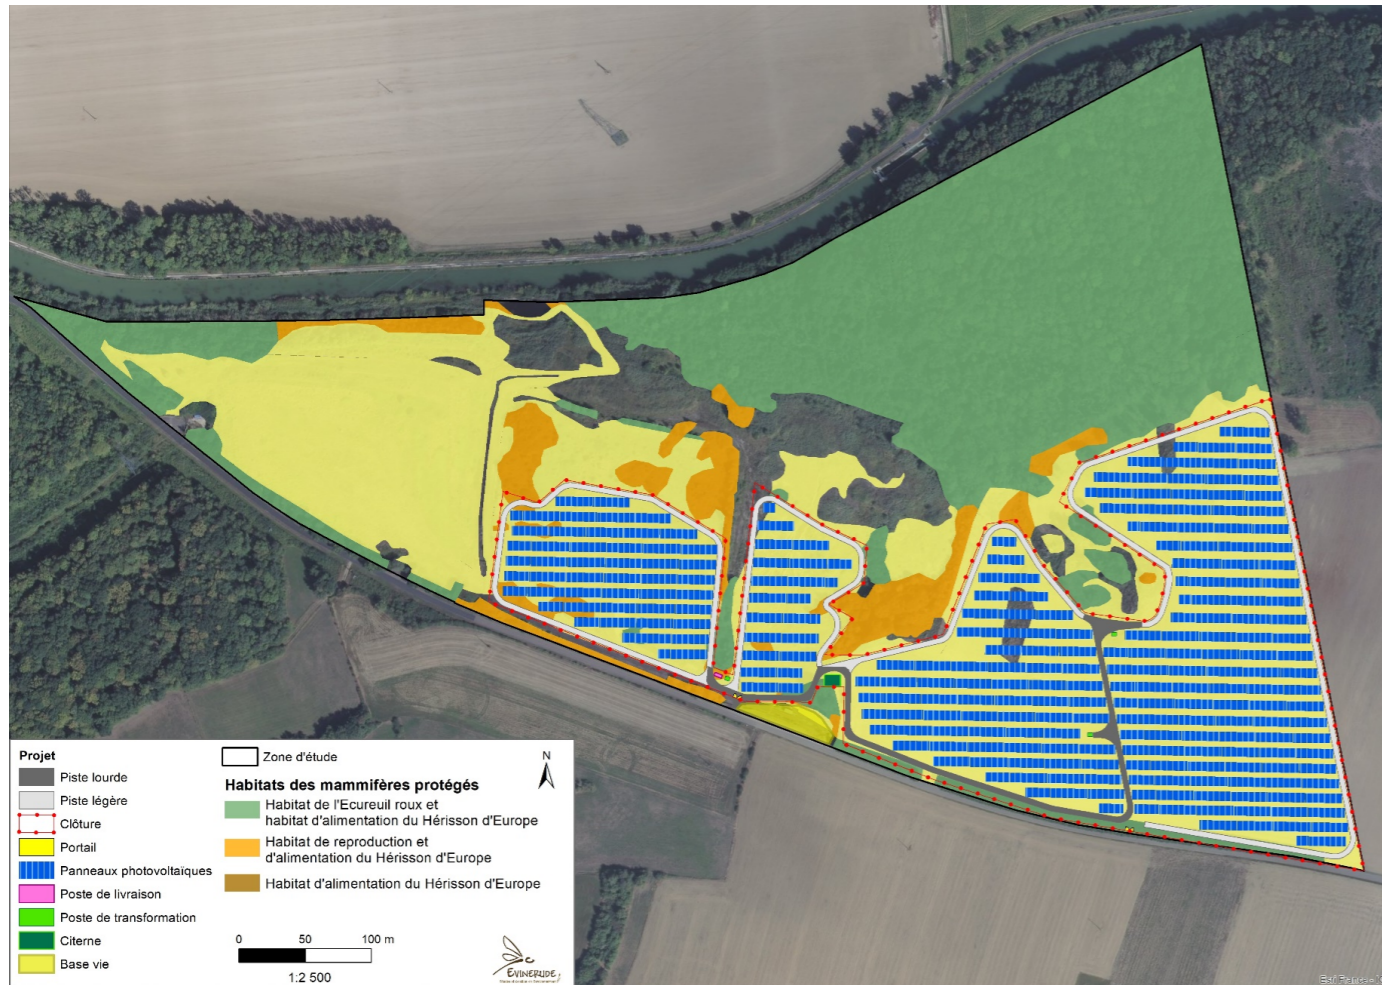 Projet
Piste lourde
Piste légère
Clôture
Portail
Panneaux photovoltaïques
Poste de livraison
Poste de transformation
Citerne
Base vie
Zone d'étude
Habitats des mammifères protégés
Habitat de l'Ecureuil roux et
habitat d'alimentation du Hérisson d'Europe
Habitat de reproduction et
d'alimentation du Hérisson d'Europe
Habitat d'alimentation du Hérisson d'Europe
N
0 50 100 m
1:2 500
EVINERUDE
Esri France